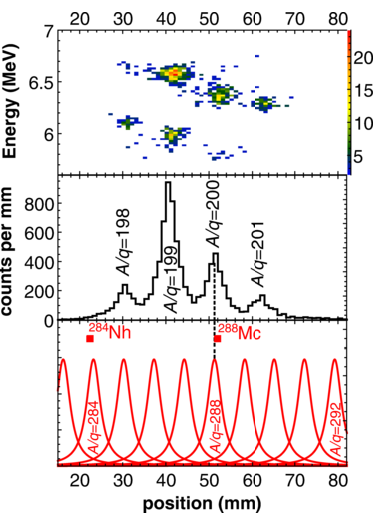 20 30 40 50 60 70 80
7
6.5
6
Energy (MeV)
20
15
10
5
800
600
400
200
0
counts per mm
A/q=198
A/q=199
A/q=200
A/q=201
²⁸⁴Nh
²⁸⁸Mc
A/q=284
A/q=288
A/q=292
20 30 40 50 60 70 80
position (mm)